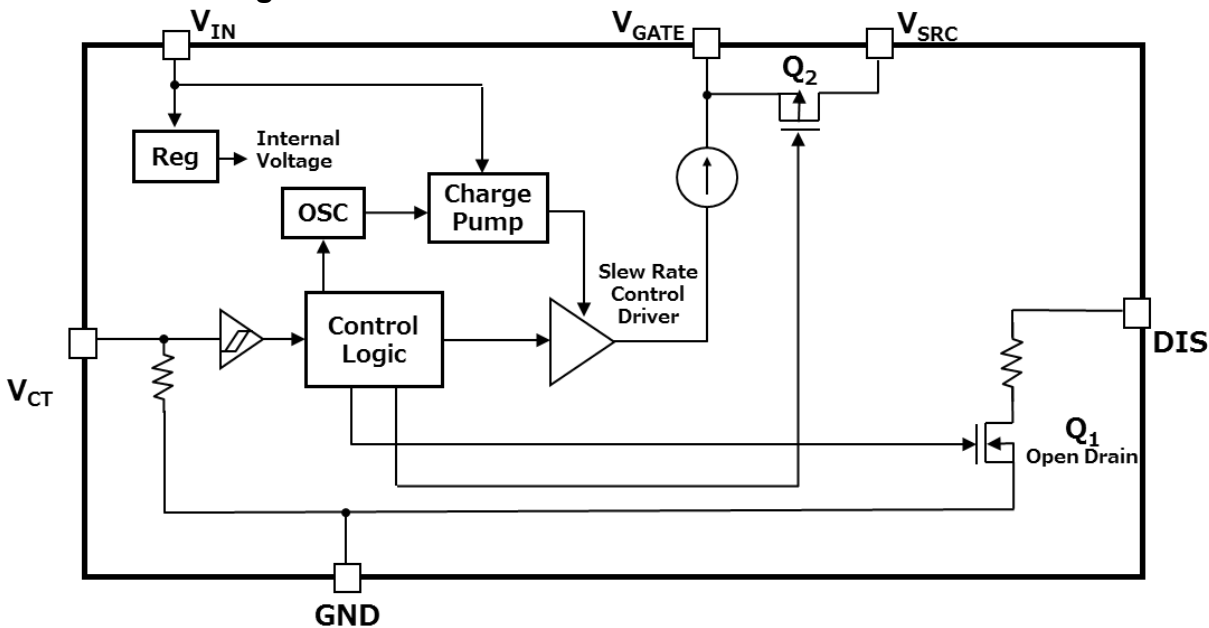 V_IN
V_GATE
V_SRC
Q_2
Reg
Internal
Voltage
OSC
Charge
Pump
Slew Rate
Control
Driver
Control
Logic
DIS
V_CT
Q_1
Open Drain
GND